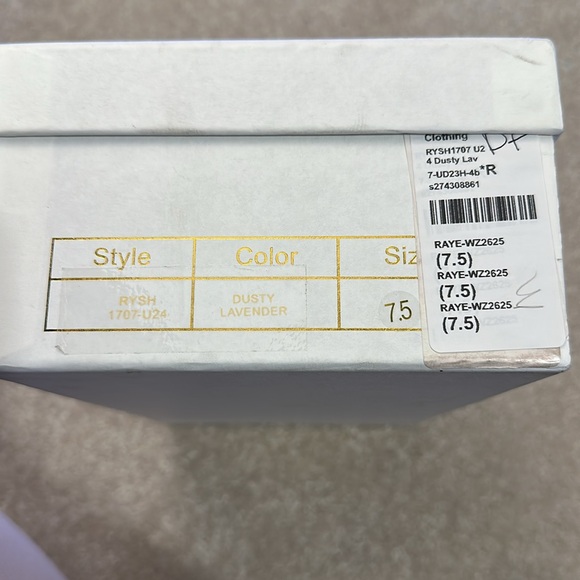 Clothing
RYSH1707 U2
4 Dusty Lav
7-UD23H-4b*R
s274308861
RAYE-WZ2625
(7.5)
RAYE-WZ2625
(7.5)
RAYE-WZ2625
(7.5)
Style Color Siz
RYSH
1707-U24
DUSTY
LAVENDER
7.5